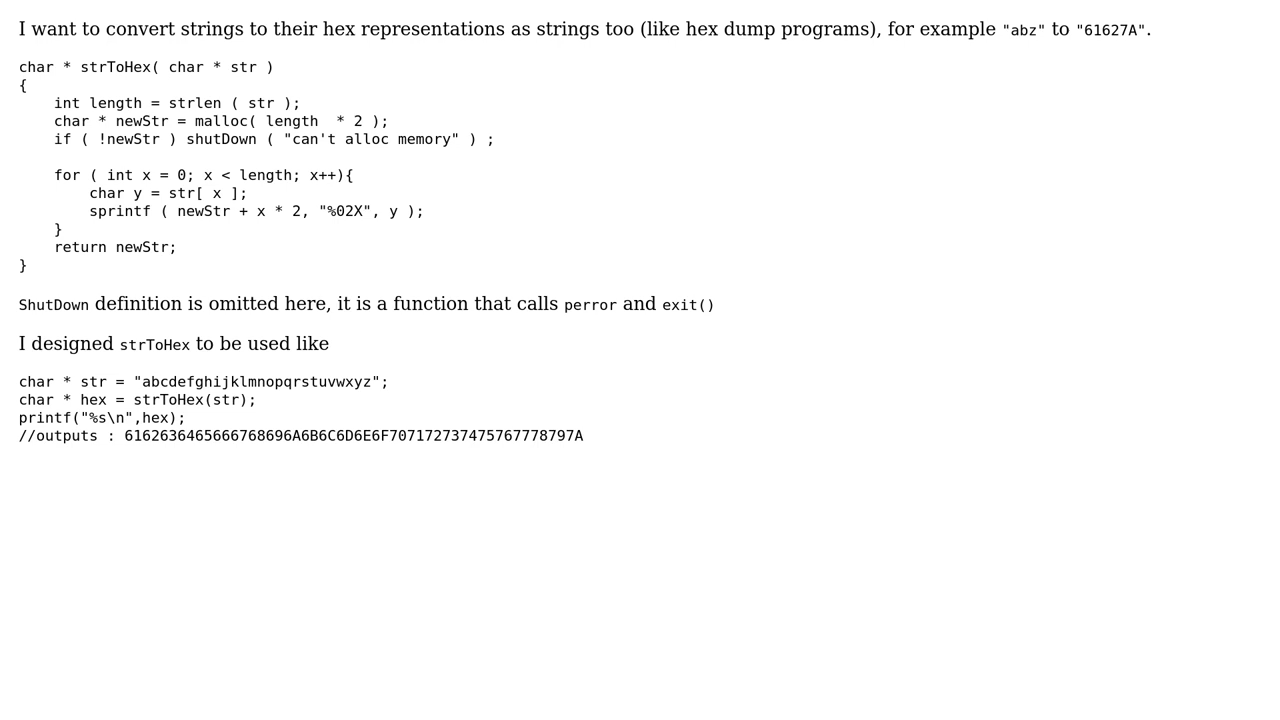 I want to convert strings to their hex representations as strings too (like hex dump programs), for example "abz" to "61627A".
char * strToHex( char * str )
{
    int length = strlen ( str );
    char * newStr = malloc( length  * 2 );
    if ( !newStr ) shutDown ( "can't alloc memory" ) ;
    for ( int x = 0; x < length; x++){
        char y = str[ x ];
        sprintf ( newStr + x * 2, "%02X", y );
    }
    return newStr;
}
ShutDown definition is omitted here, it is a function that calls perror and exit()
I designed strToHex to be used like
char * str = "abcdefghijklmnopqrstuvwxyz";
char * hex = strToHex(str);
printf("%s\n",hex);
//outputs : 6162636465666768696A6B6C6D6E6F707172737475767778797A